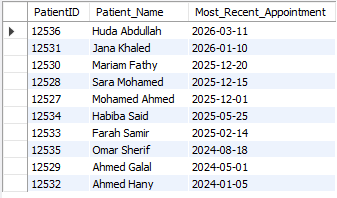 PatientID Patient_Name Most_Recent_Appointment
12536 Huda Abdullah 2026-03-11
12531 Jana Khaled 2026-01-10
12530 Mariam Fathy 2025-12-20
12528 Sara Mohamed 2025-12-15
12527 Mohamed Ahmed 2025-12-01
12534 Habiba Said 2025-05-25
12533 Farah Samir 2025-02-14
12535 Omar Sherif 2024-08-18
12529 Ahmed Galal 2024-05-01
12532 Ahmed Hany 2024-01-05